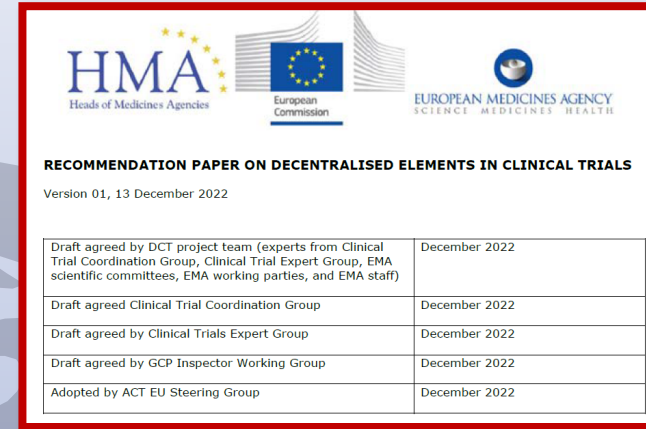 HMA
Heads of Medicines Agencies
European
Commission
EUROPEAN MEDICINES AGENCY
SCIENCE MEDICINES HEALTH
RECOMMENDATION PAPER ON DECENTRALISED ELEMENTS IN CLINICAL TRIALS
Version 01, 13 December 2022
Draft agreed by DCT project team (experts from Clinical
Trial Coordination Group, Clinical Trial Expert Group, EMA
scientific committees, EMA working parties, and EMA staff)
December 2022
Draft agreed Clinical Trial Coordination Group
December 2022
Draft agreed by Clinical Trials Expert Group
December 2022
Draft agreed by GCP Inspector Working Group
December 2022
Adopted by ACT EU Steering Group
December 2022